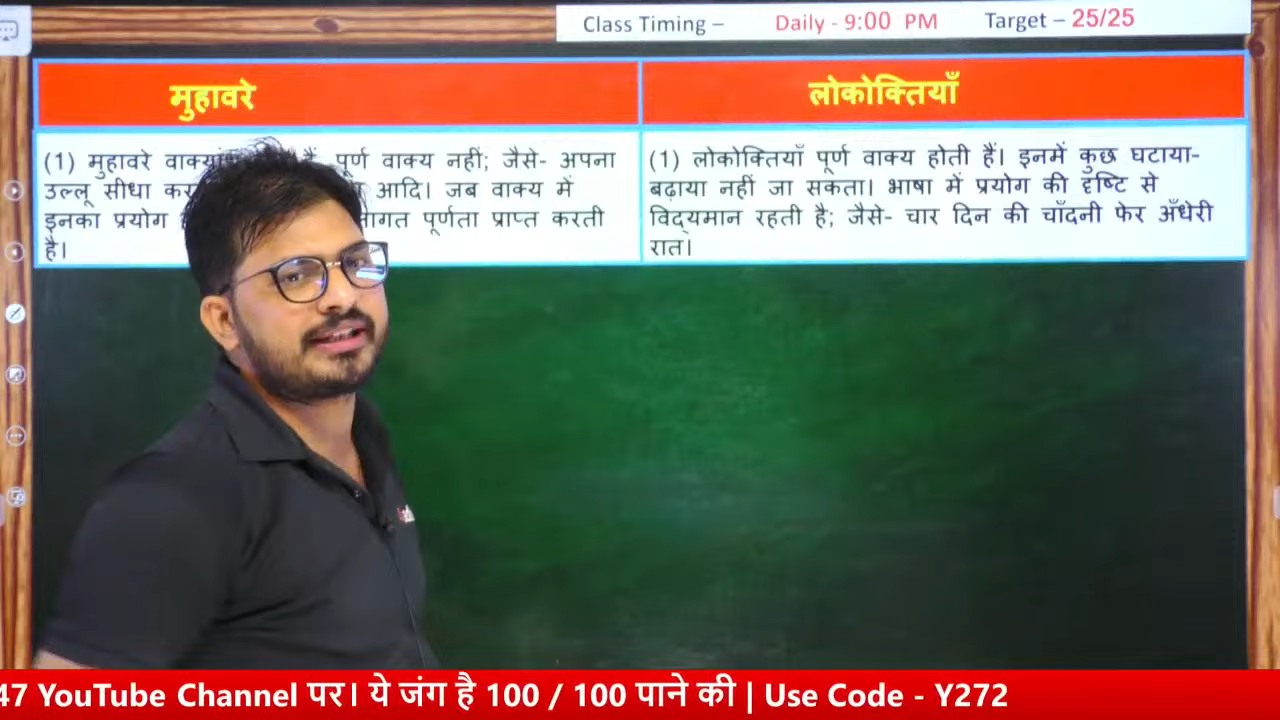 Class Timing – Daily - 9:00 PM Target – 25/25
मुहावरे
लोकोक्तियाँ
(1) मुहावरे वाक्यांश हैं, पूर्ण वाक्य नहीं; जैसे- अपना
उल्लू सीधा आदि। जब वाक्य में
इनका प्रयोग पूर्णता प्राप्त करती
है।
(1) लोकोक्तियाँ पूर्ण वाक्य होती हैं। इनमें कुछ घटाया-
बढ़ाया नहीं जा सकता। भाषा में प्रयोग की दृष्टि से
विद्यमान रहती है; जैसे- चार दिन की चाँदनी फेर अँधेरी
रात।
47 YouTube Channel पर। ये जंग है 100 / 100 पाने की | Use Code - Y272